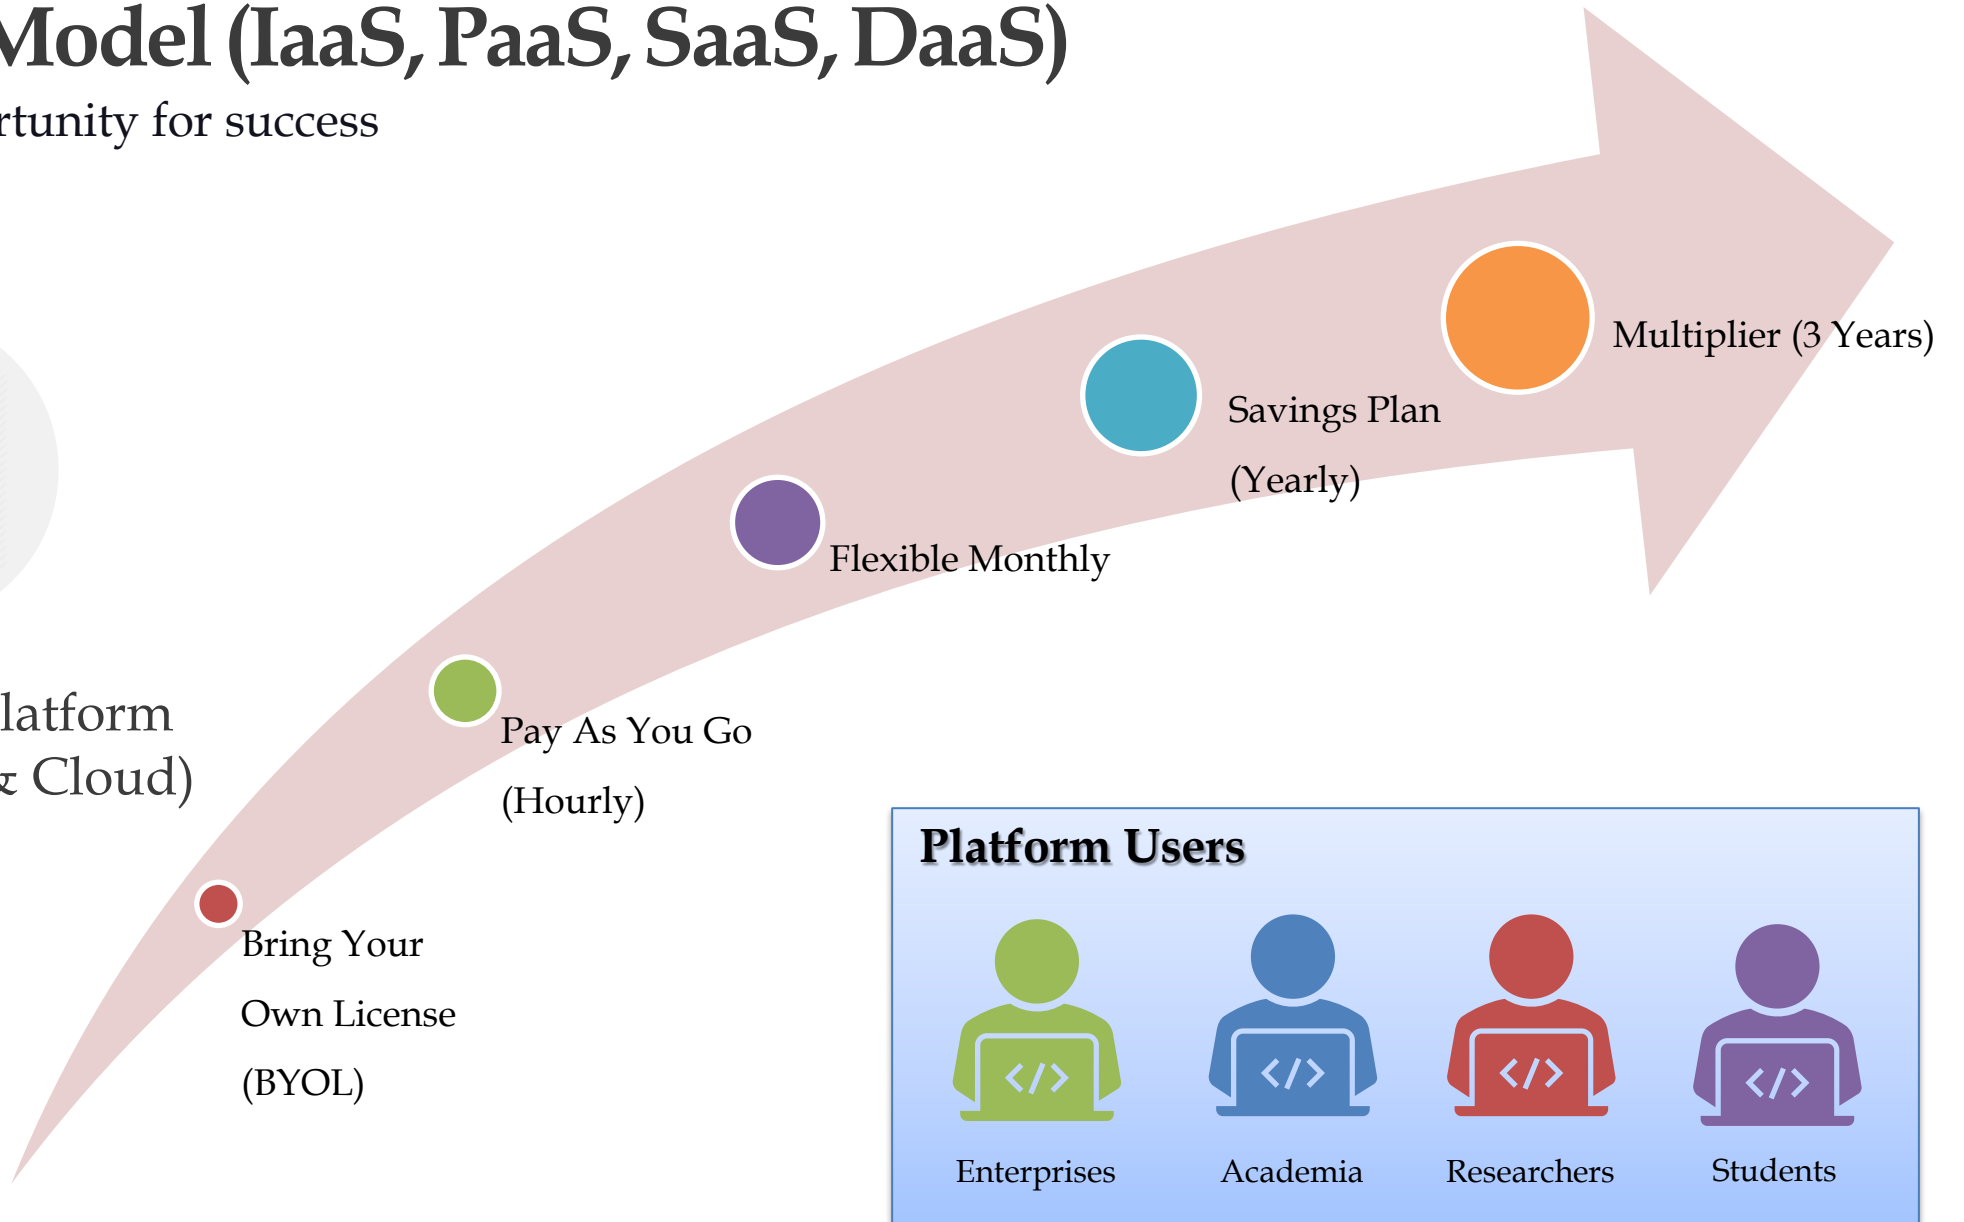 Model (IaaS, PaaS, SaaS, DaaS)
rtunity for success
Multiplier (3 Years)
Savings Plan
(Yearly)
Flexible Monthly
Pay As You Go
(Hourly)
latform
& Cloud)
Bring Your
Own License
(BYOL)
Platform Users
</>
</>
</>
</>
Enterprises
Academia
Researchers
Students